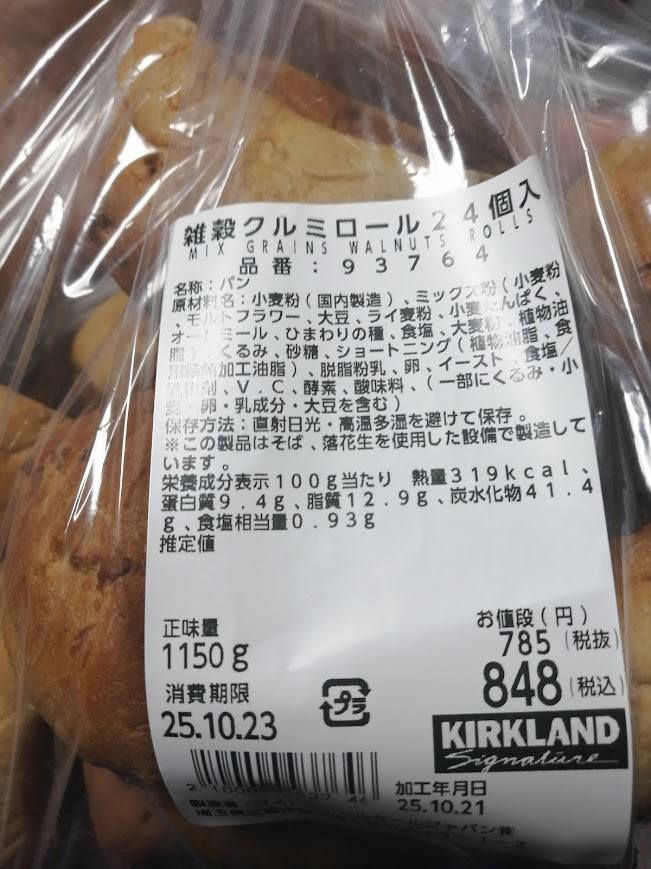 雑穀クルミロール24個入
MIX GRAINS WALNUTS ROLLS
品番：93764
名称：パン
原材料名：小麦粉（国内製造）、ミックス粉（小麦粉
、モルトフラワー、大豆、ライ麦粉、小麦たんぱく、
オートミール、ひまわりの種、食塩、大麦粉、植物油
脂）、くるみ、砂糖、ショートニング（植物油脂、食
加工油脂）、脱脂粉乳、卵、イースト、食塩／
剤、V.C、酵素、酸味料、（一部にくるみ・小
・卵・乳成分・大豆を含む）
保存方法：直射日光・高温多湿を避けて保存。
※この製品はそば、落花生を使用した設備で製造して
います。
栄養成分表示100g当たり 熱量319kcal、
蛋白質9.4g、脂質12.9g、炭水化物41.4
g、食塩相当量0.93g
推定値
正味量
1150g
お値段（円）
785（税抜）
848（税込）
消費期限
25.10.23
プラ
KIRKLAND
Signature
加工年月日
25.10.21
ールセールジャパン㈱